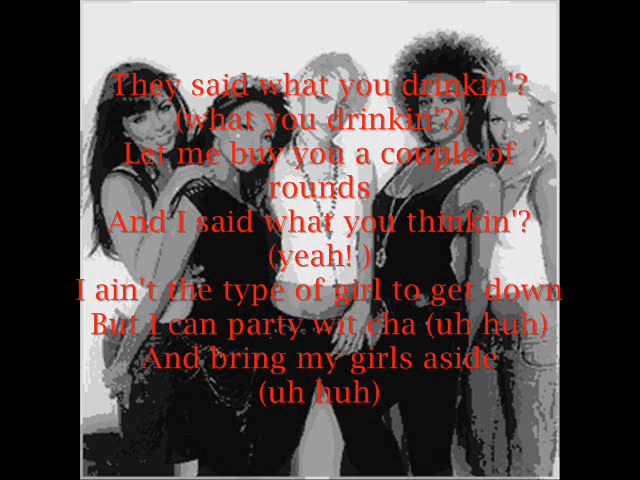 They said what you drinkin'?
(what you drinkin'?)
Let me buy you a couple of
rounds
And I said what you thinkin'?
(yeah! )
I ain't the type of girl to get down
But I can party wit cha (uh huh)
And bring my girls aside
(uh huh)